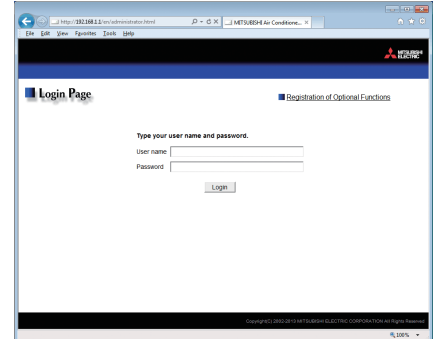 http://192.168.1.1/en/administrator.html
MITSUBISHI Air Conditione...
File Edit View Favorites Tools Help
MITSUBISHI
ELECTRIC
Login Page
Registration of Optional Functions
Type your user name and password.
User name
Password
Login
Copyright(C) 2002-2013 MITSUBISHI ELECTRIC CORPORATION All Rights Reserved
100%